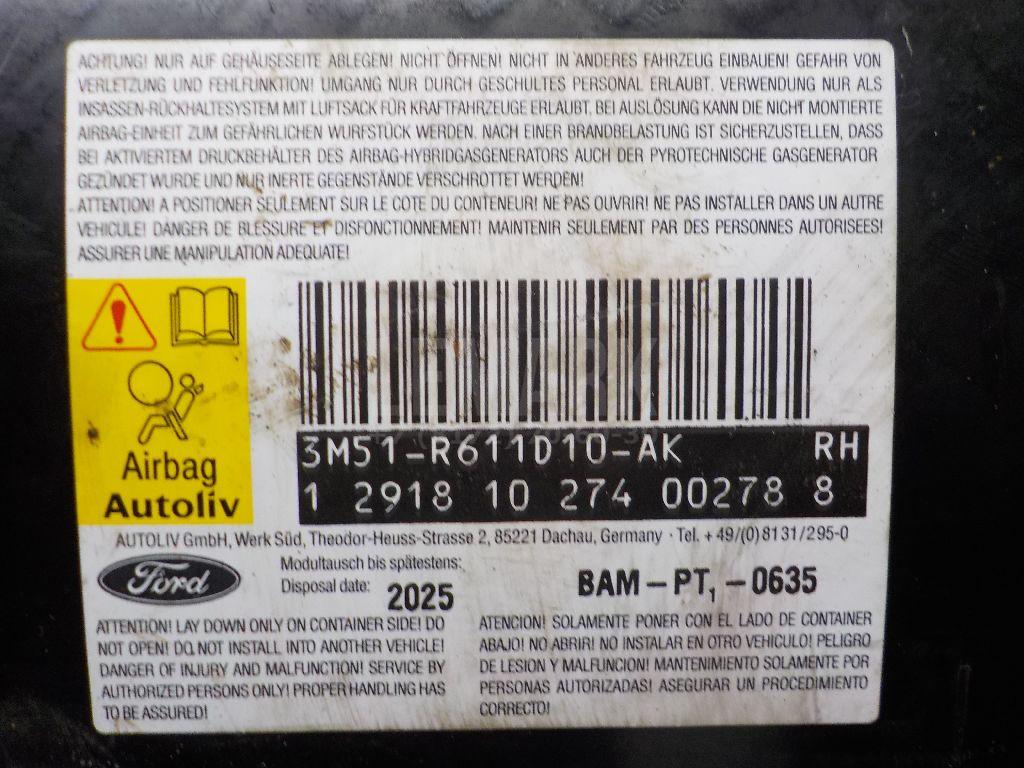 ACHTUNG! NUR AUF GEHÄUSESEITE ABLEGEN! NICHT ÖFFNEN! NICHT IN ANDERES FAHRZEUG EINBAUEN! GEFAHR VON
VERLETZUNG UND FEHLFUNKTION! UMGANG NUR DURCH GESCHULTES PERSONAL ERLAUBT. VERWENDUNG NUR ALS
INSASSEN-RÜCKHALTESYSTEM MIT LUFTSACK FÜR KRAFTFAHRZEUGE ERLAUBT. BEI AUSLÖSUNG KANN DIE NICHT MONTIERTE
AIRBAG-EINHEIT ZUM GEFÄHRLICHEN WURFSTÜCK WERDEN. NACH EINER BRANDBELASTUNG IST SICHERZUSTELLEN, DASS
BEI AKTIVIERTEM DRUCKBEHÄLTER DES AIRBAG-HYBRIDGASGENERATORS AUCH DER PYROTECHNISCHE GASGENERATOR
GEZÜNDET WURDE UND NUR INERTE GEGENSTÄNDE VERSCHROTTET WERDEN!
ATTENTION! A POSITIONER SEULEMENT SUR LE COTE DU CONTENEUR! NE PAS OUVRIR! NE PAS INSTALLER DANS UN AUTRE
VEHICULE! DANGER DE BLESSURE ET DISFONCTIONNEMENT! MAINTENIR SEULEMENT PAR DES PERSONNES AUTORISEES!
ASSURER UNE MANIPULATION ADEQUATE!
Airbag
Autoliv
3M51-R611D10-AK RH
1 2918 10 274 00278 8
AUTOLIV GmbH, Werk Süd, Theodor-Heuss-Strasse 2, 85221 Dachau, Germany · Tel. +49/(0)8131/295-0
Ford
Modultausch bis spätestens:
Disposal date: 2025
BAM-PT₁-0635
ATTENTION! LAY DOWN ONLY ON CONTAINER SIDE! DO
NOT OPEN! DO NOT INSTALL INTO ANOTHER VEHICLE!
DANGER OF INJURY AND MALFUNCTION! SERVICE BY
AUTHORIZED PERSONS ONLY! PROPER HANDLING HAS
TO BE ASSURED!
ATENCION! SOLAMENTE PONER CON EL LADO DE CONTAINER
ABAJO! NO ABRIR! NO INSTALAR EN OTRO VEHICULO! PELIGRO
DE LESION Y MALFUNCION! MANTENIMIENTO SOLAMENTE POR
PERSONAS AUTORIZADAS! ASEGURAR UN PROCEDIMIENTO
CORRECTO!